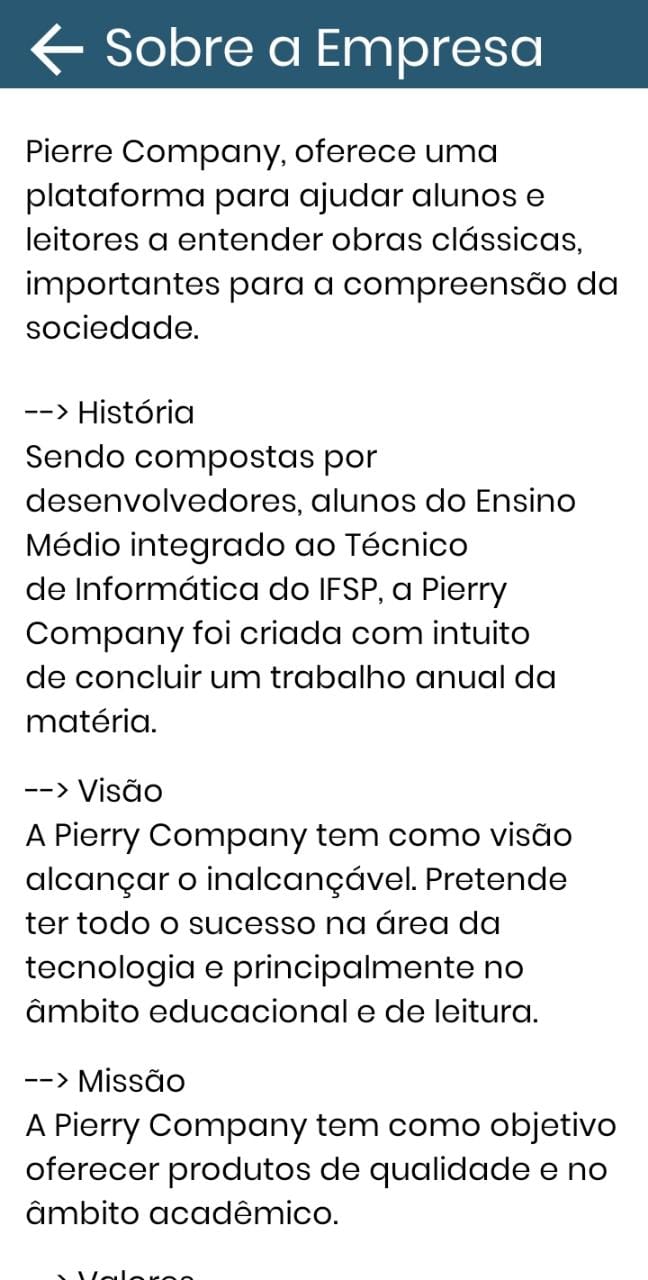 Sobre a Empresa
Pierre Company, oferece uma
plataforma para ajudar alunos e
leitores a entender obras clássicas,
importantes para a compreensão da
sociedade.
--> História
Sendo compostas por
desenvolvedores, alunos do Ensino
Médio integrado ao Técnico
de Informática do IFSP, a Pierry
Company foi criada com intuito
de concluir um trabalho anual da
matéria.
--> Visão
A Pierry Company tem como visão
alcançar o inalcançável. Pretende
ter todo o sucesso na área da
tecnologia e principalmente no
âmbito educacional e de leitura.
--> Missão
A Pierry Company tem como objetivo
oferecer produtos de qualidade e no
âmbito acadêmico.
--> Valores